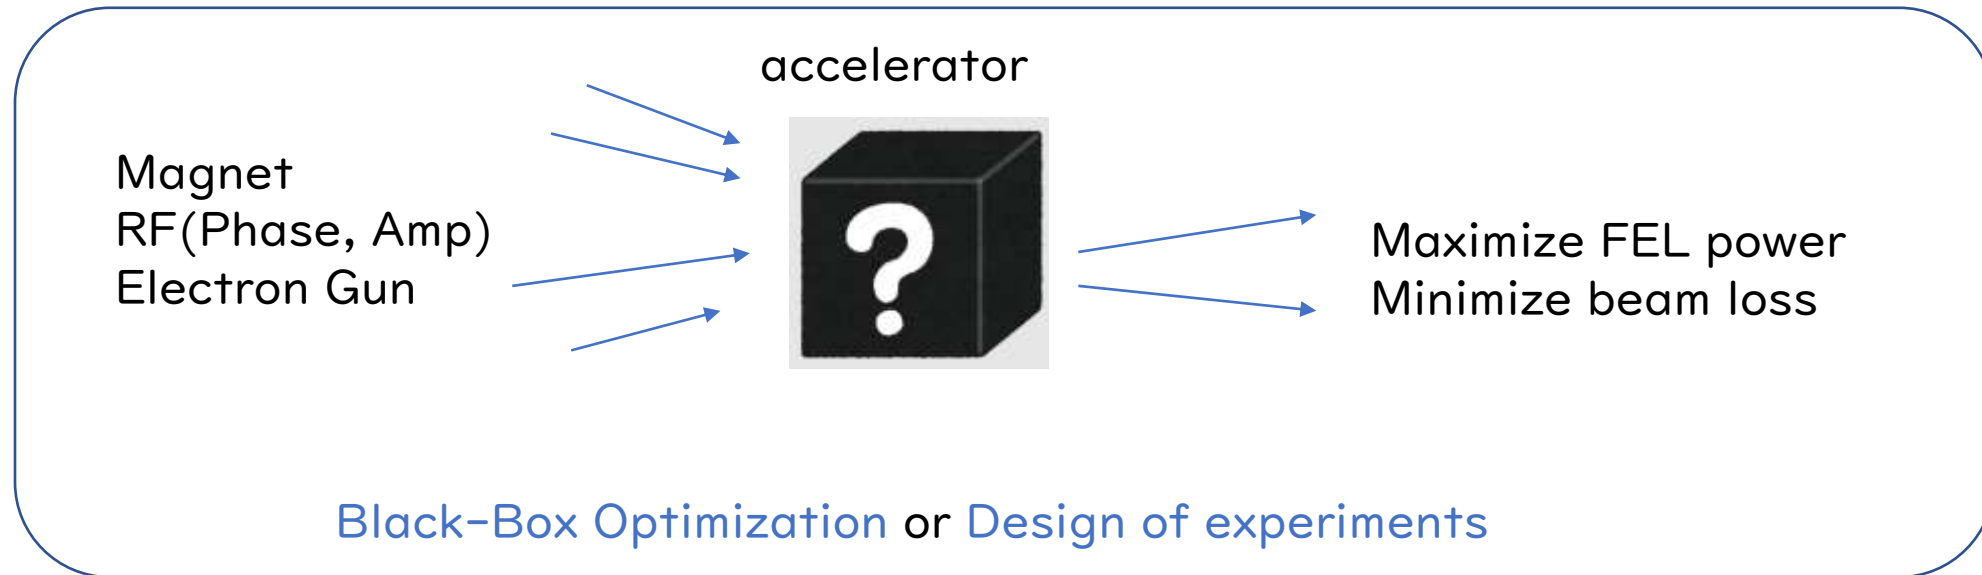 accelerator
Magnet
RF(Phase, Amp)
Electron Gun
?
Maximize FEL power
Minimize beam loss
Black-Box Optimization or Design of experiments